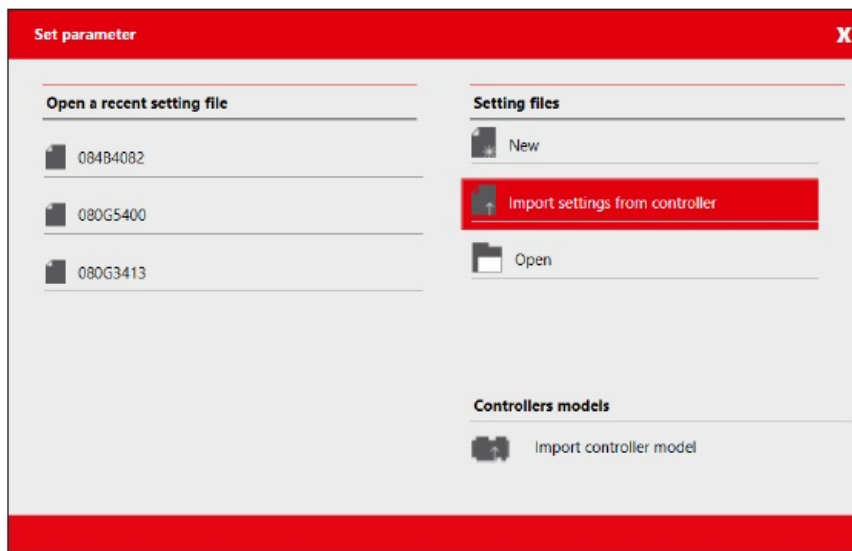 Set parameter
X
Open a recent setting file
084B4082
080G5400
080G3413
Setting files
New
Import settings from controller
Open
Controllers models
Import controller model